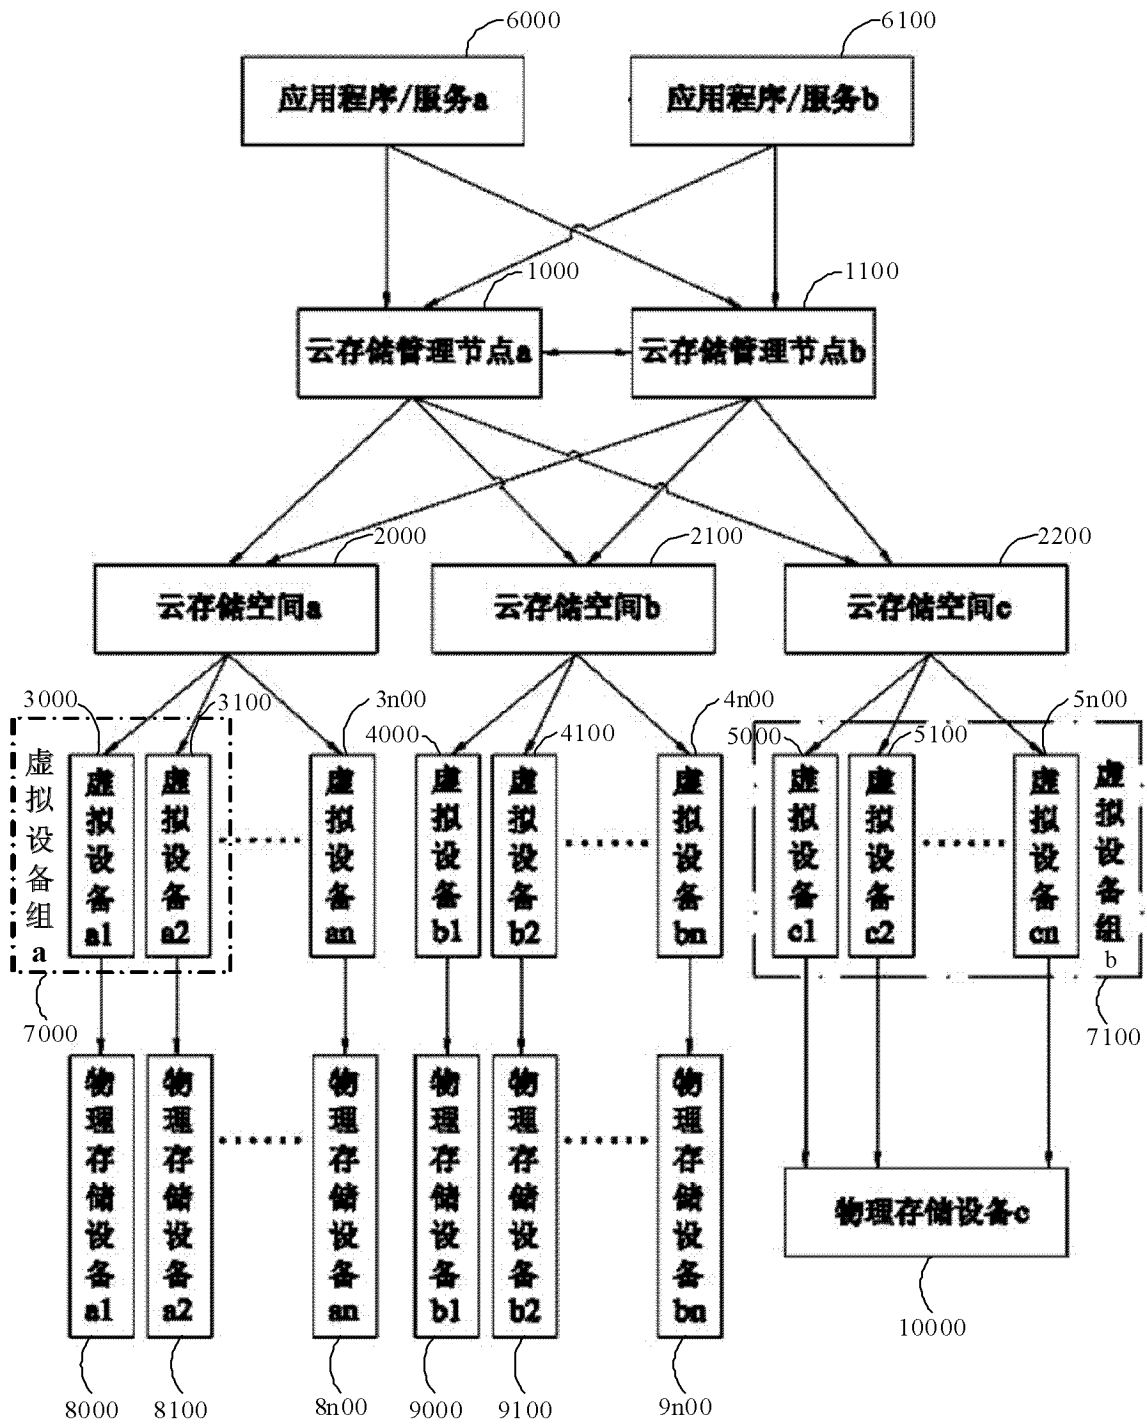 6000
6100
应用程序/服务a
应用程序/服务b
1000
1100
云存储管理节点a
云存储管理节点b
2000
2100
2200
云存储空间a
云存储空间b
云存储空间c
3000
3100
3n00
4000
4100
4n00
5000
5100
5n00
虚拟设备组a
虚拟设备a1
虚拟设备a2
虚拟设备an
虚拟设备b1
虚拟设备b2
虚拟设备bn
虚拟设备c1
虚拟设备c2
虚拟设备cn
虚拟设备组b
7000
7100
物理存储设备a1
物理存储设备a2
物理存储设备an
物理存储设备b1
物理存储设备b2
物理存储设备bn
物理存储设备c
10000
8000
8100
8n00
9000
9100
9n00